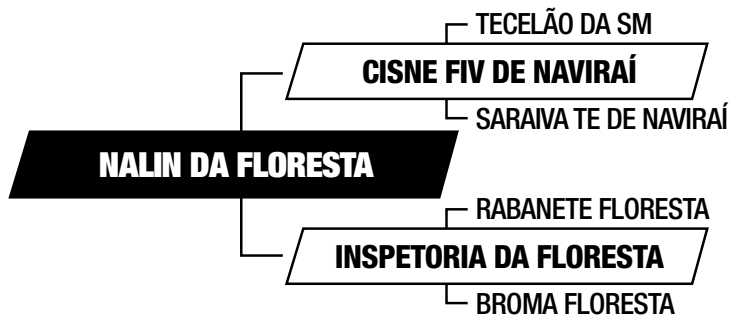 TECELÃO DA SM
CISNE FIV DE NAVIRAÍ
SARAIVA TE DE NAVIRAÍ
NALIN DA FLORESTA
RABANETE FLORESTA
INSPETORIA DA FLORESTA
BROMA FLORESTA